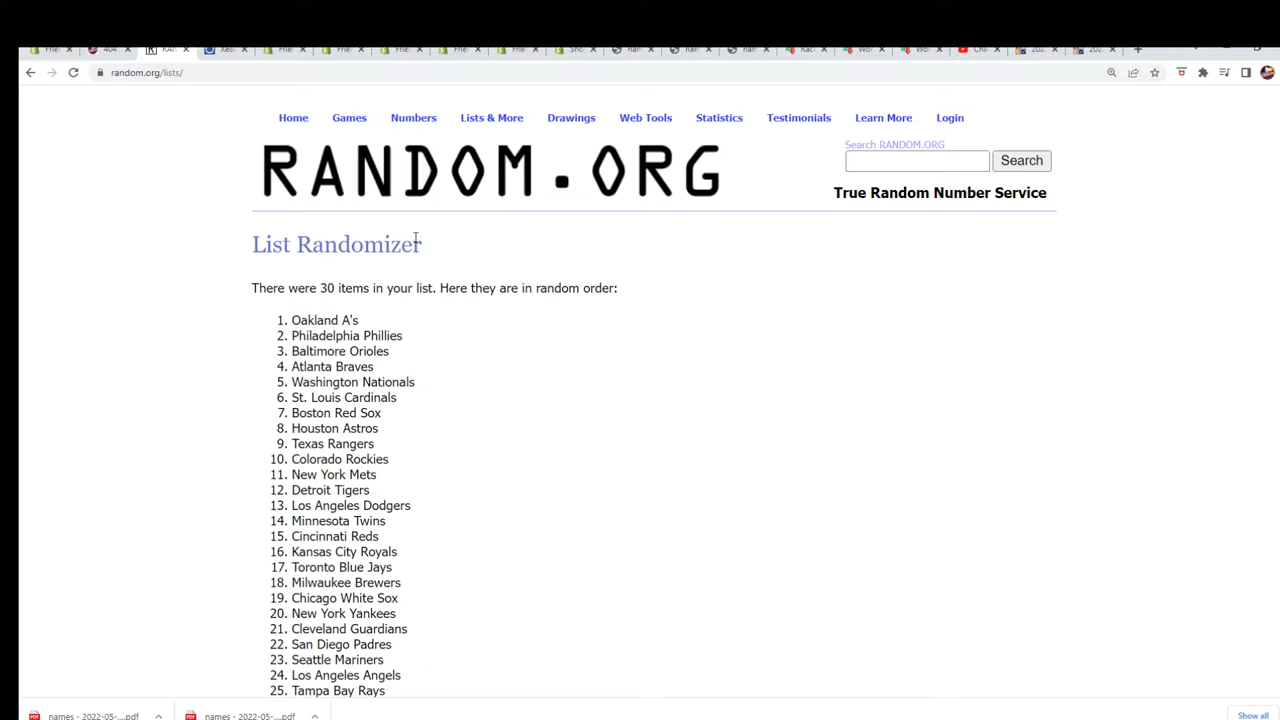 random.org/lists/
Home Games Numbers Lists & More Drawings Web Tools Statistics Testimonials Learn More Login
RANDOM.ORG
Search RANDOM.ORG
Search
True Random Number Service
List Randomizer
There were 30 items in your list. Here they are in random order:
1. Oakland A's
2. Philadelphia Phillies
3. Baltimore Orioles
4. Atlanta Braves
5. Washington Nationals
6. St. Louis Cardinals
7. Boston Red Sox
8. Houston Astros
9. Texas Rangers
10. Colorado Rockies
11. New York Mets
12. Detroit Tigers
13. Los Angeles Dodgers
14. Minnesota Twins
15. Cincinnati Reds
16. Kansas City Royals
17. Toronto Blue Jays
18. Milwaukee Brewers
19. Chicago White Sox
20. New York Yankees
21. Cleveland Guardians
22. San Diego Padres
23. Seattle Mariners
24. Los Angeles Angels
25. Tampa Bay Rays
names - 2022-05-....pdf names - 2022-05-....pdf Show all